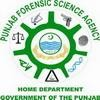 PUNJAB FORENSIC SCIENCE AGENCY
HOME DEPARTMENT
GOVERNMENT OF THE PUNJAB